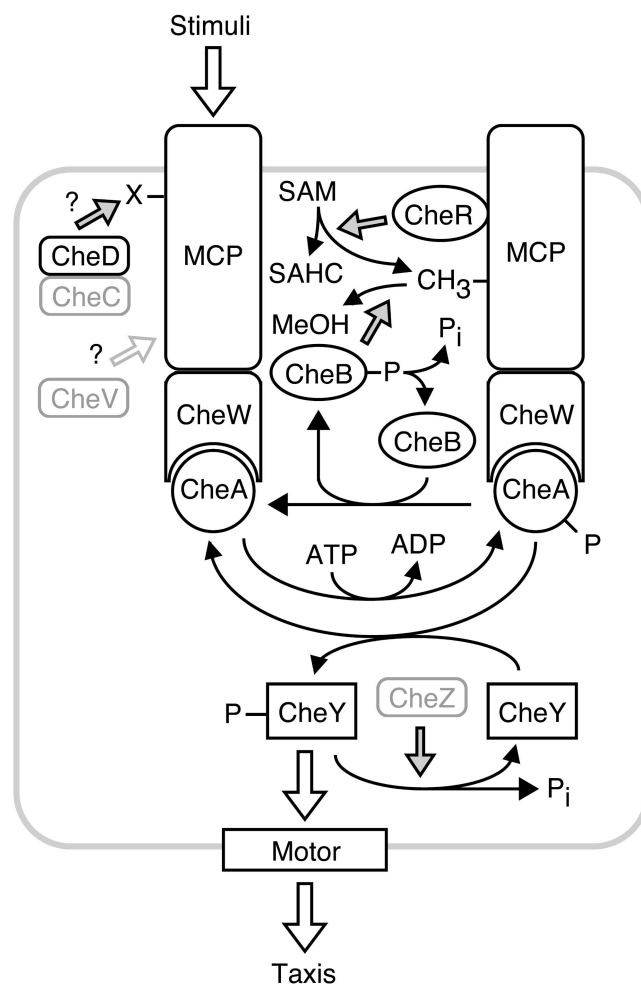 Stimuli
?
X
SAM
CheR
CheD
MCP
MCP
CheC
SAHC
CH3
MeOH
Pi
?
CheB
P
CheV
CheW
CheW
CheB
CheA
CheA
ATP
ADP
P
CheZ
P
CheY
CheY
Pi
Motor
Taxis